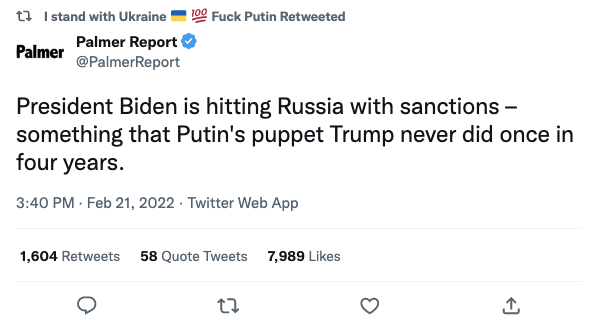 I stand with Ukraine 🇺🇦 💯 Fuck Putin Retweeted
Palmer
Palmer Report
@PalmerReport
President Biden is hitting Russia with sanctions –
something that Putin's puppet Trump never did once in
four years.
3:40 PM · Feb 21, 2022 · Twitter Web App
1,604 Retweets 58 Quote Tweets 7,989 Likes